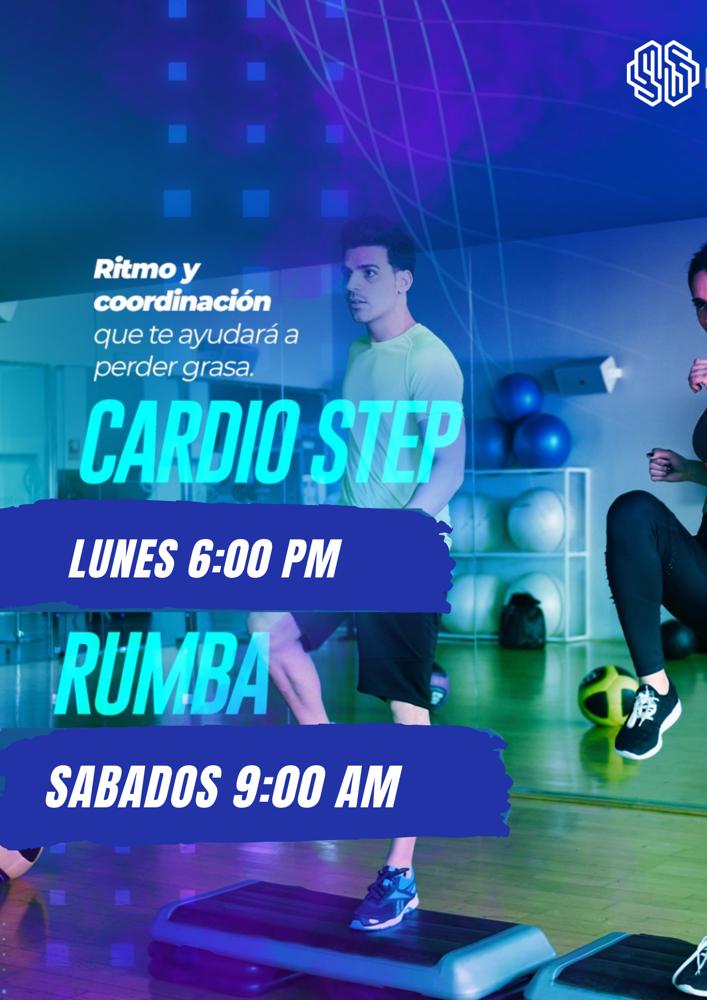 Ritmo y
coordinación
que te ayudará a
perder grasa.
CARDIO STEP
LUNES 6:00 PM
RUMBA
SABADOS 9:00 AM